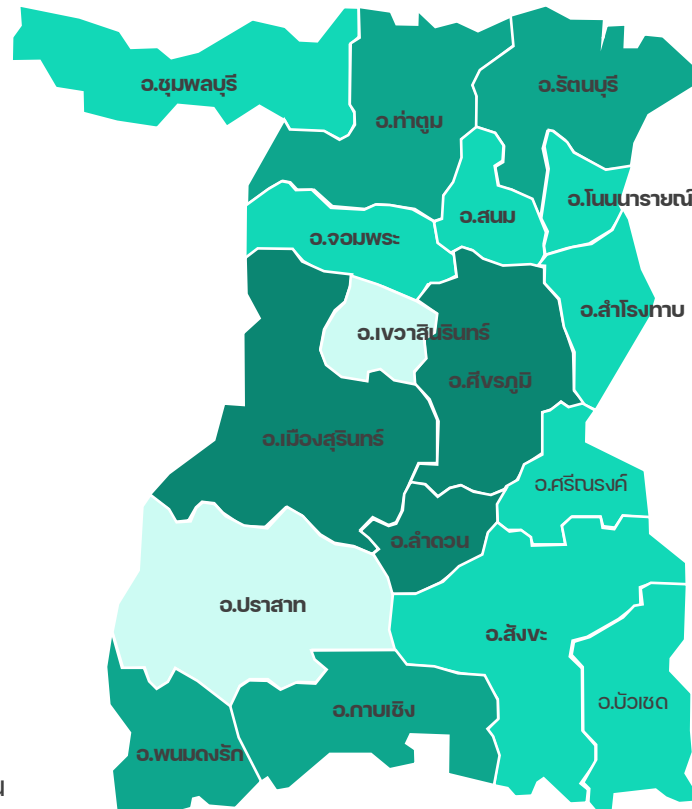 อ.ชุมพลบุรี
อ.รัตนบุรี
อ.ท่าตูม
อ.โนนนารายณ์
อ.สนม
อ.จอมพระ
อ.สำโรงทาบ
อ.เขวาสินรินทร์
อ.ศีขรภูมิ
อ.เมืองสุรินทร์
อ.ศรีณรงค์
อ.ลำดวน
อ.ปราสาท
อ.สังขะ
อ.บัวเชด
อ.กาบเชิง
อ.พนมดงรัก
น